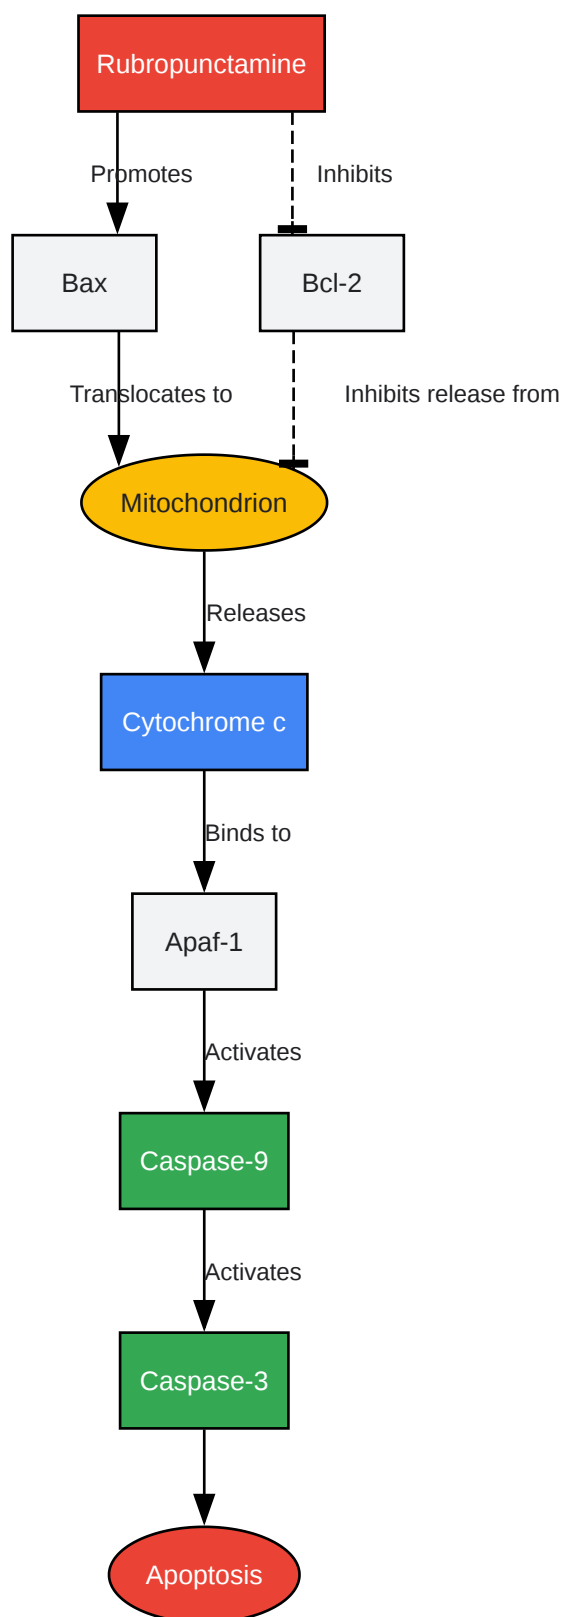 Rubropunctamine
Promotes
Inhibits
Bax
Bcl-2
Translocates to
Inhibits release from
Mitochondrion
Releases
Cytochrome c
Binds to
Apaf-1
Activates
Caspase-9
Activates
Caspase-3
Apoptosis